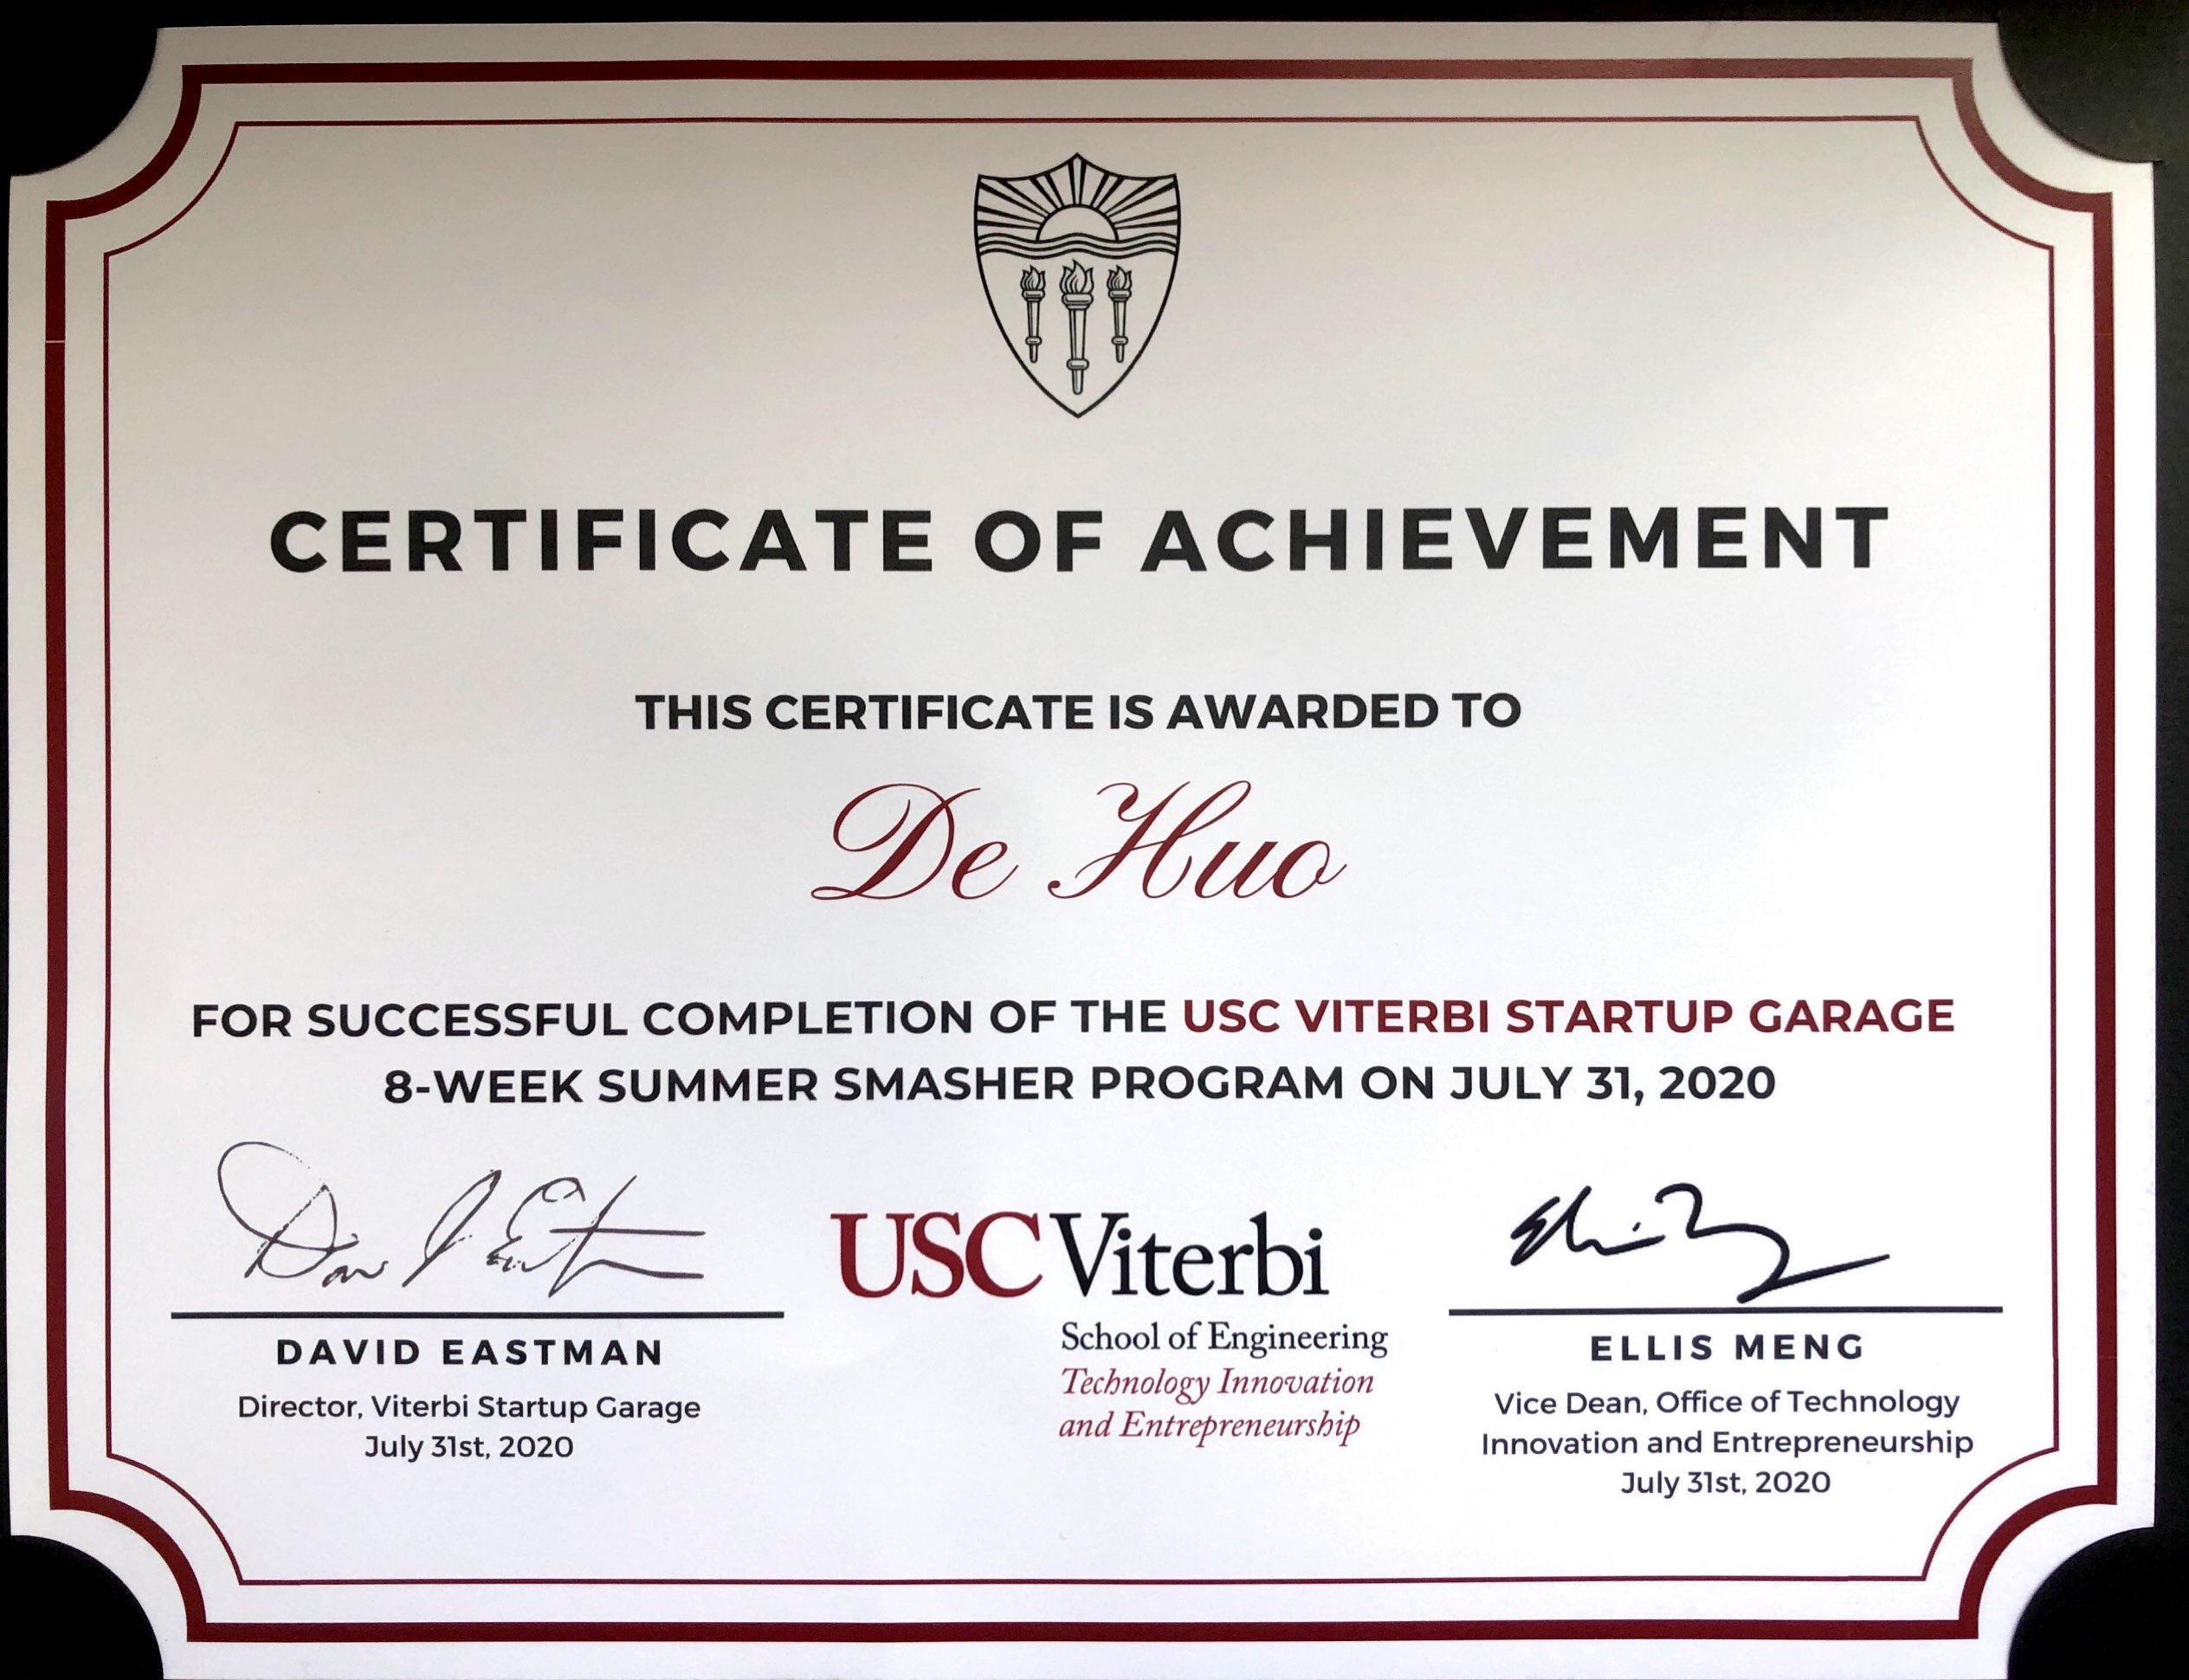 CERTIFICATE OF ACHIEVEMENT
THIS CERTIFICATE IS AWARDED TO
De Huo
FOR SUCCESSFUL COMPLETION OF THE USC VITERBI STARTUP GARAGE
8-WEEK SUMMER SMASHER PROGRAM ON JULY 31, 2020
USC Viterbi
School of Engineering
Technology Innovation
and Entrepreneurship
DAVID EASTMAN
Director, Viterbi Startup Garage
July 31st, 2020
ELLIS MENG
Vice Dean, Office of Technology
Innovation and Entrepreneurship
July 31st, 2020